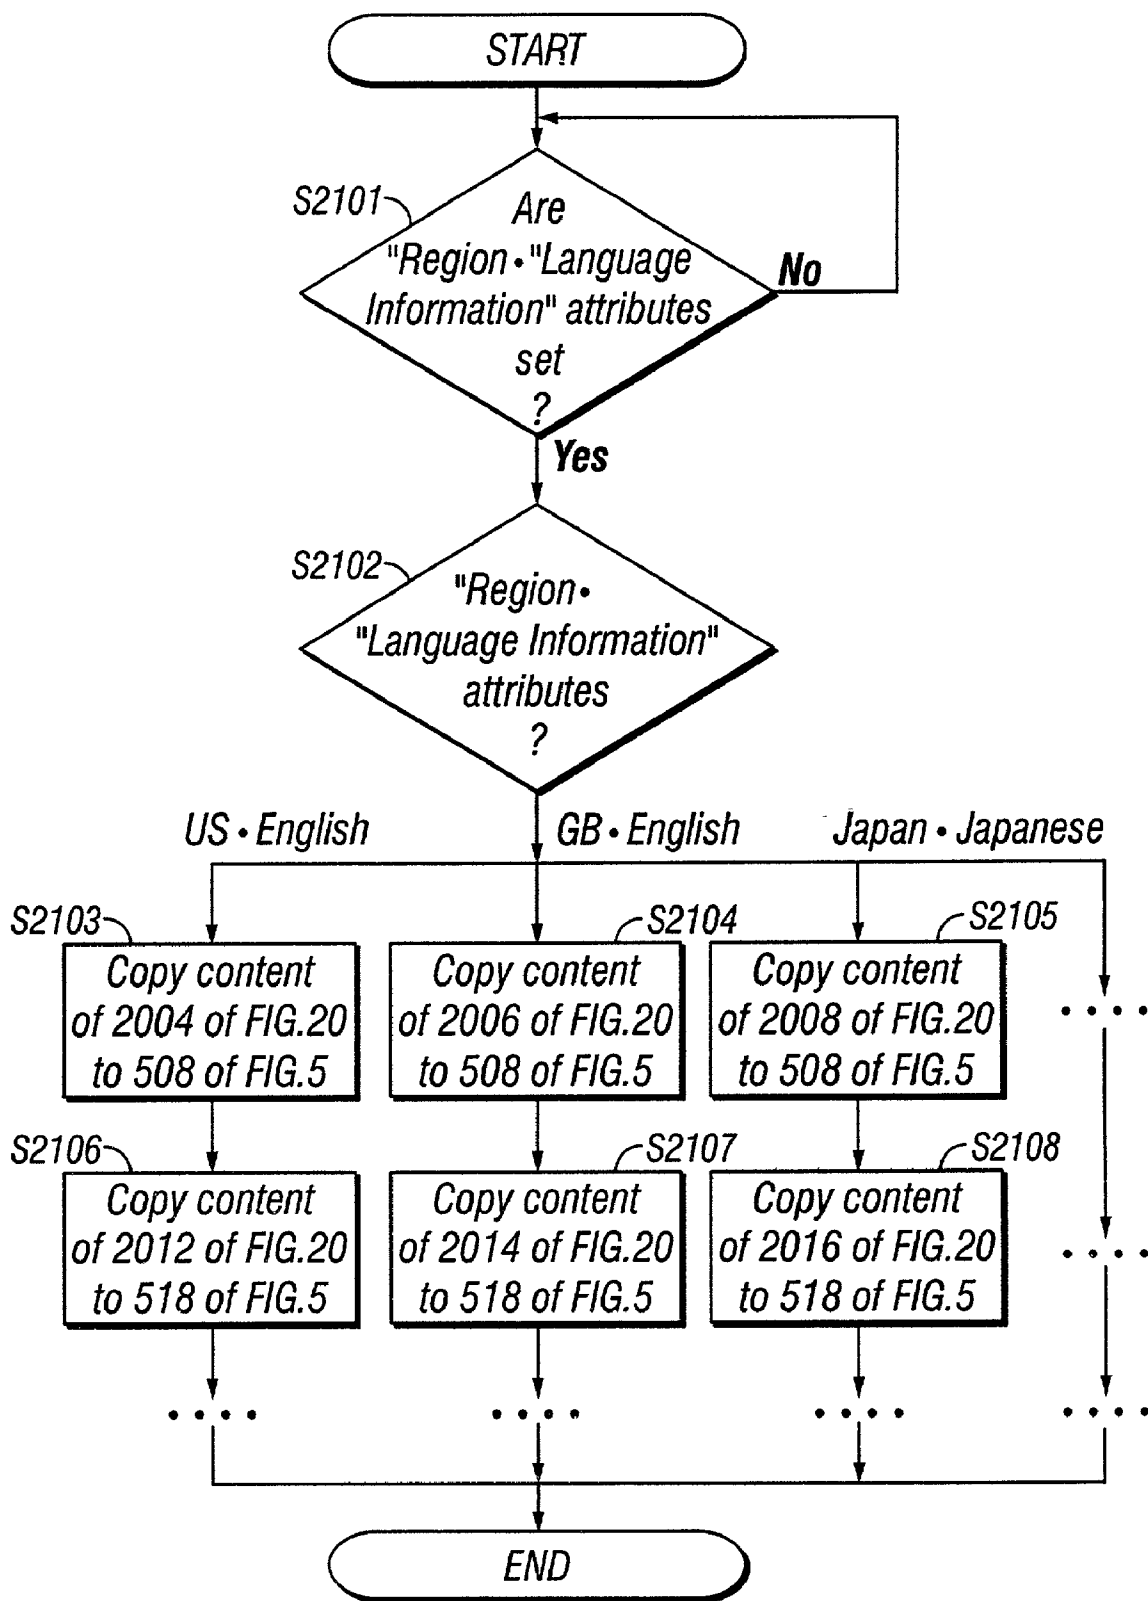 START
S2101
Are
"Region•"Language
Information" attributes
set
?
No
Yes
S2102
"Region•
"Language Information"
attributes
?
US•English
GB•English
Japan•Japanese
S2103
Copy content
of 2004 of FIG.20
to 508 of FIG.5
S2104
Copy content
of 2006 of FIG.20
to 508 of FIG.5
S2105
Copy content
of 2008 of FIG.20
to 508 of FIG.5
••••
S2106
Copy content
of 2012 of FIG.20
to 518 of FIG.5
S2107
Copy content
of 2014 of FIG.20
to 518 of FIG.5
S2108
Copy content
of 2016 of FIG.20
to 518 of FIG.5
••••
••••
••••
••••
••••
END